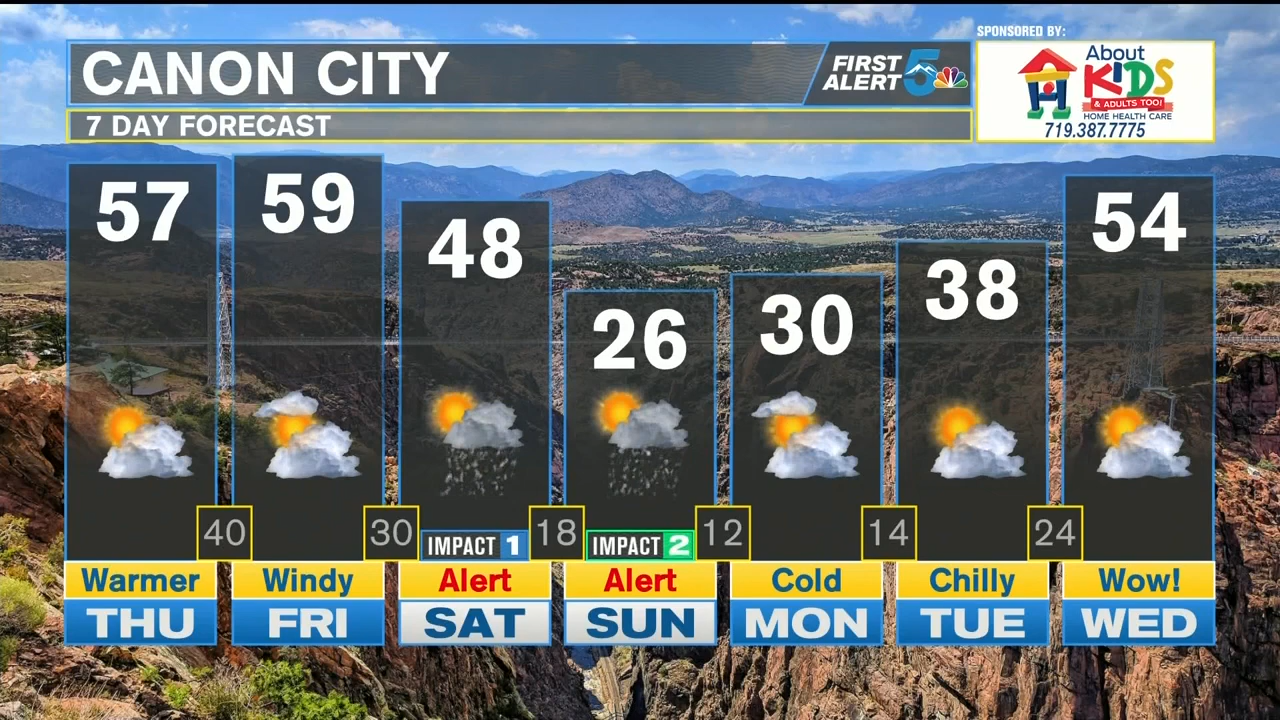 CANON CITY
7 DAY FORECAST
FIRST
ALERT 5
SPONSORED BY:
About
KIDS
& ADULTS TOO!
HOME HEALTH CARE
719.387.7775
57 59 48 26 30 38 54
40 30 18 12 14 24
IMPACT 1 IMPACT 2
Warmer Windy Alert Alert Cold Chilly Wow!
THU FRI SAT SUN MON TUE WED